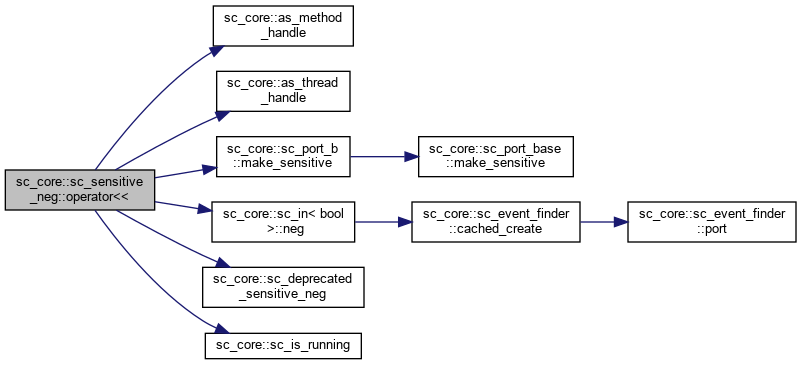 sc_core::as_method
_handle
sc_core::as_thread
_handle
sc_core::sc_port_b
::make_sensitive
sc_core::sc_port_base
::make_sensitive
sc_core::sc_sensitive
_neg::operator<<
sc_core::sc_in< bool
>::neg
sc_core::sc_event_finder
::cached_create
sc_core::sc_event_finder
::port
sc_core::sc_deprecated
_sensitive_neg
sc_core::sc_is_running